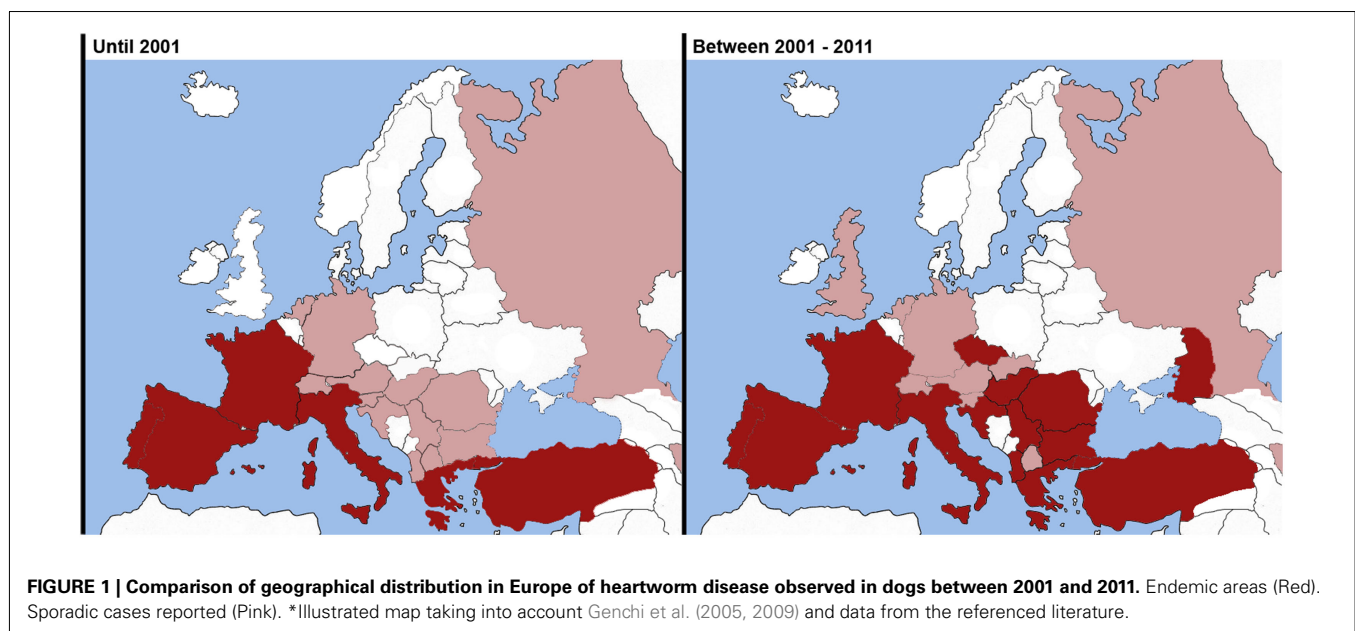 Until 2001
Between 2001 - 2011
FIGURE 1 | Comparison of geographical distribution in Europe of heartworm disease observed in dogs between 2001 and 2011. Endemic areas (Red).
Sporadic cases reported (Pink). *Illustrated map taking into account Genchi et al. (2005, 2009) and data from the referenced literature.